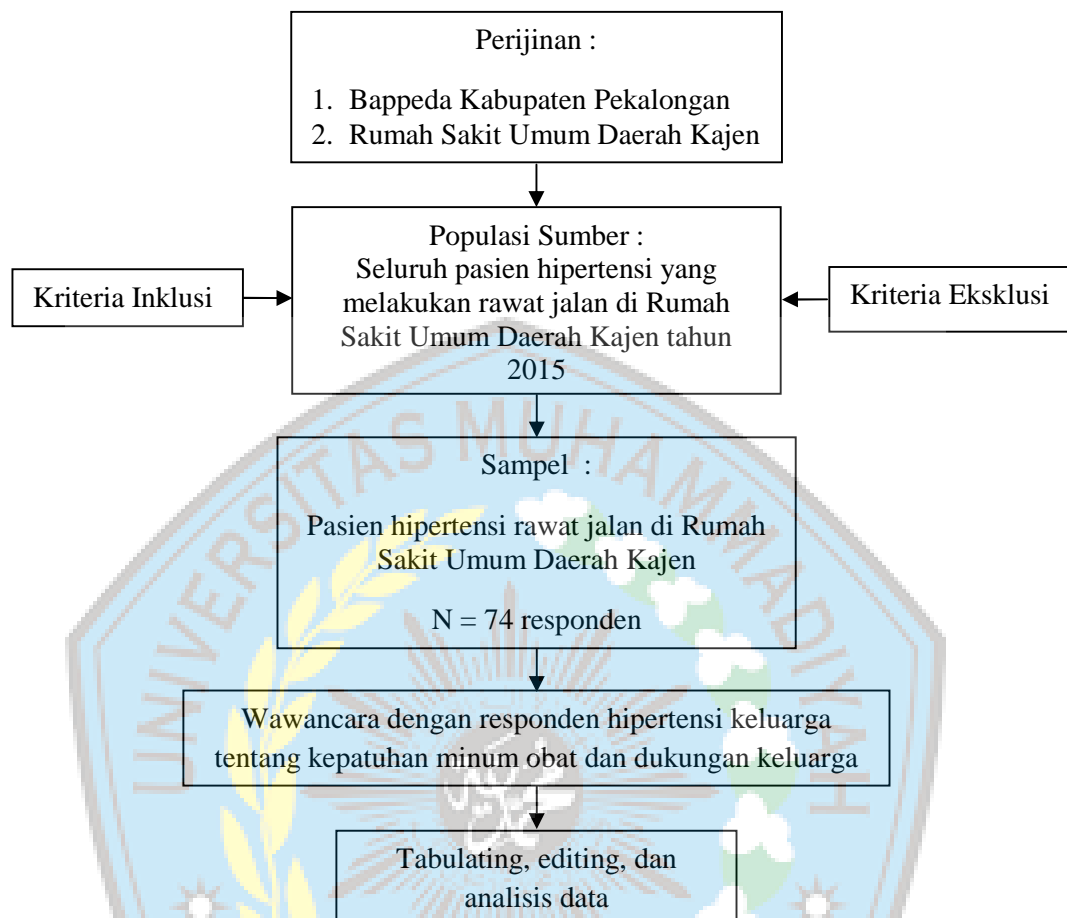 Perijinan :
1. Bappeda Kabupaten Pekalongan
2. Rumah Sakit Umum Daerah Kajen
Populasi Sumber :
Seluruh pasien hipertensi yang
melakukan rawat jalan di Rumah
Sakit Umum Daerah Kajen tahun
2015
Kriteria Inklusi
Kriteria Eksklusi
Sampel :
Pasien hipertensi rawat jalan di Rumah
Sakit Umum Daerah Kajen
N = 74 responden
Wawancara dengan responden hipertensi keluarga
tentang kepatuhan minum obat dan dukungan keluarga
Tabulating, editing, dan
analisis data
UNIVERSITAS MUHAMMADIYAH